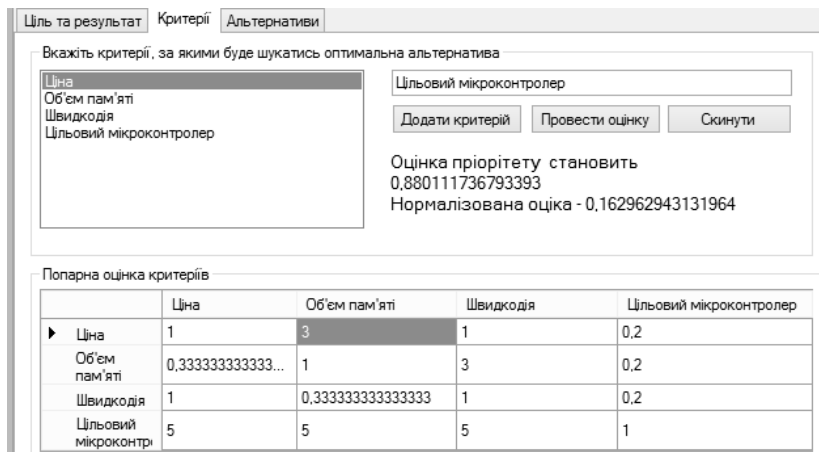 Ціль та результат Критерії Альтернативи
Вкажіть критерії, за якими буде шукатись оптимальна альтернатива
Ціна
Об'єм пам'яті
Швидкодія
Цільовий мікроконтролер
Цільовий мікроконтролер
Додати критерій Провести оцінку Скинути
Оцінка пріорітету становить
0,880111736793393
Нормалізована оціка - 0,162962943131964
Попарна оцінка критеріїв
Ціна Об'єм пам'яті Швидкодія Цільовий мікроконтролер
Ціна 1 3 1 0,2
Об'єм
пам'яті 0,333333333333... 1 3 0,2
Швидкодія 1 0,333333333333333 1 0,2
Цільовий
мікроконтро 5 5 5 1